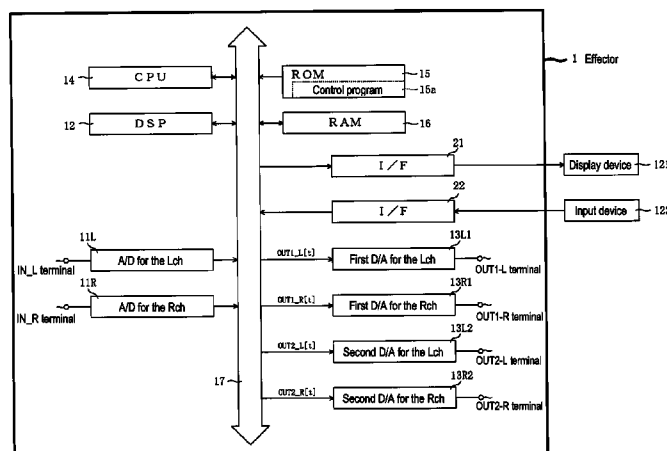 1 Effector
14 CPU
ROM 15
Control program 15a
12 DSP
RAM 16
21
I/F
Display device 121
22
I/F
Input device
11L
IN_L terminal A/D for the Lch
OUT1_L[t] First D/A for the Lch 13L1
OUT1-L terminal
11R
IN_R terminal A/D for the Rch
OUT1_R[t] First D/A for the Rch 13R1
OUT1-R terminal
OUT2_L[t] Second D/A for the Lch 13L2
OUT2-L terminal
17
OUT2_R[t] Second D/A for the Rch 13R2
OUT2-R terminal